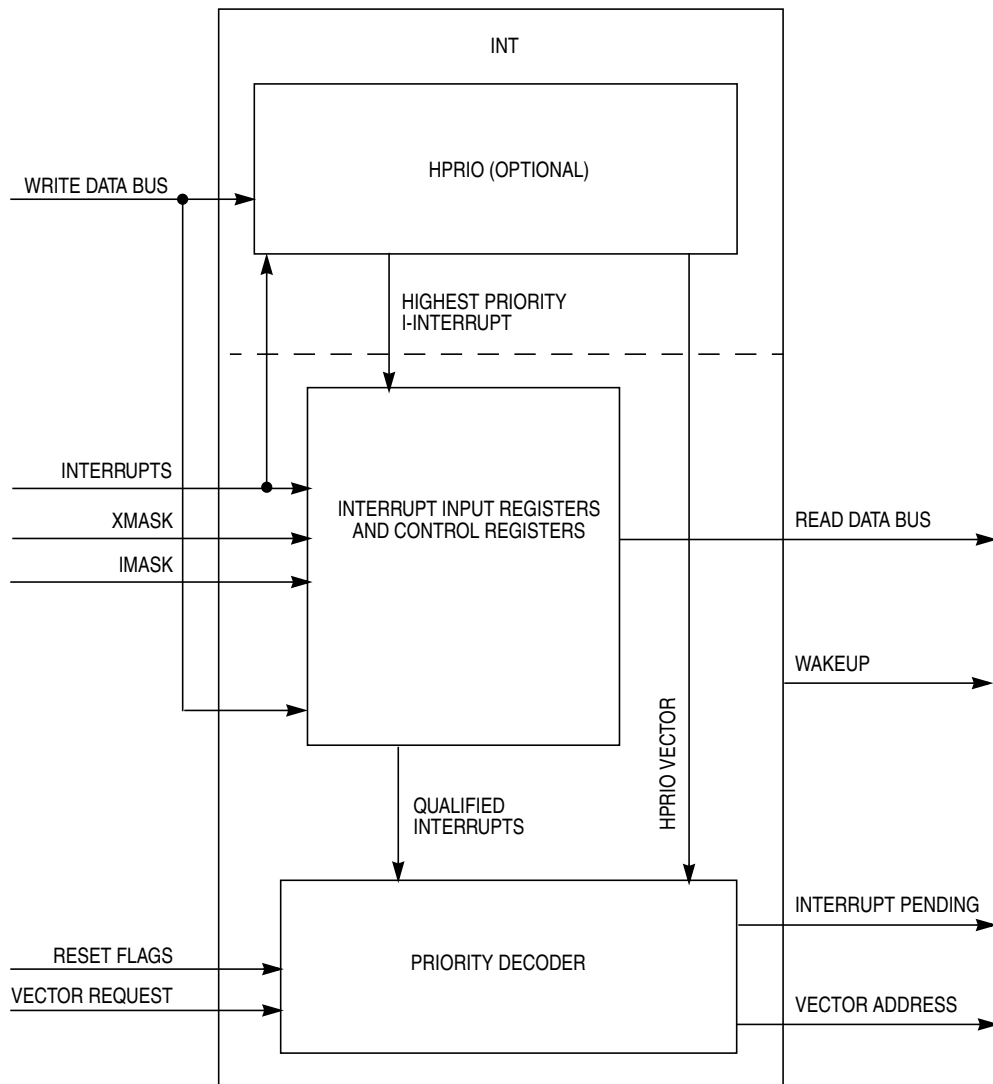 INT
HPRIO (OPTIONAL)
WRITE DATA BUS
HIGHEST PRIORITY
I-INTERRUPT
INTERRUPTS
XMASK
IMASK
INTERRUPT INPUT REGISTERS
AND CONTROL REGISTERS
READ DATA BUS
WAKEUP
HPRIO VECTOR
QUALIFIED
INTERRUPTS
INTERRUPT PENDING
RESET FLAGS
PRIORITY DECODER
VECTOR REQUEST
VECTOR ADDRESS